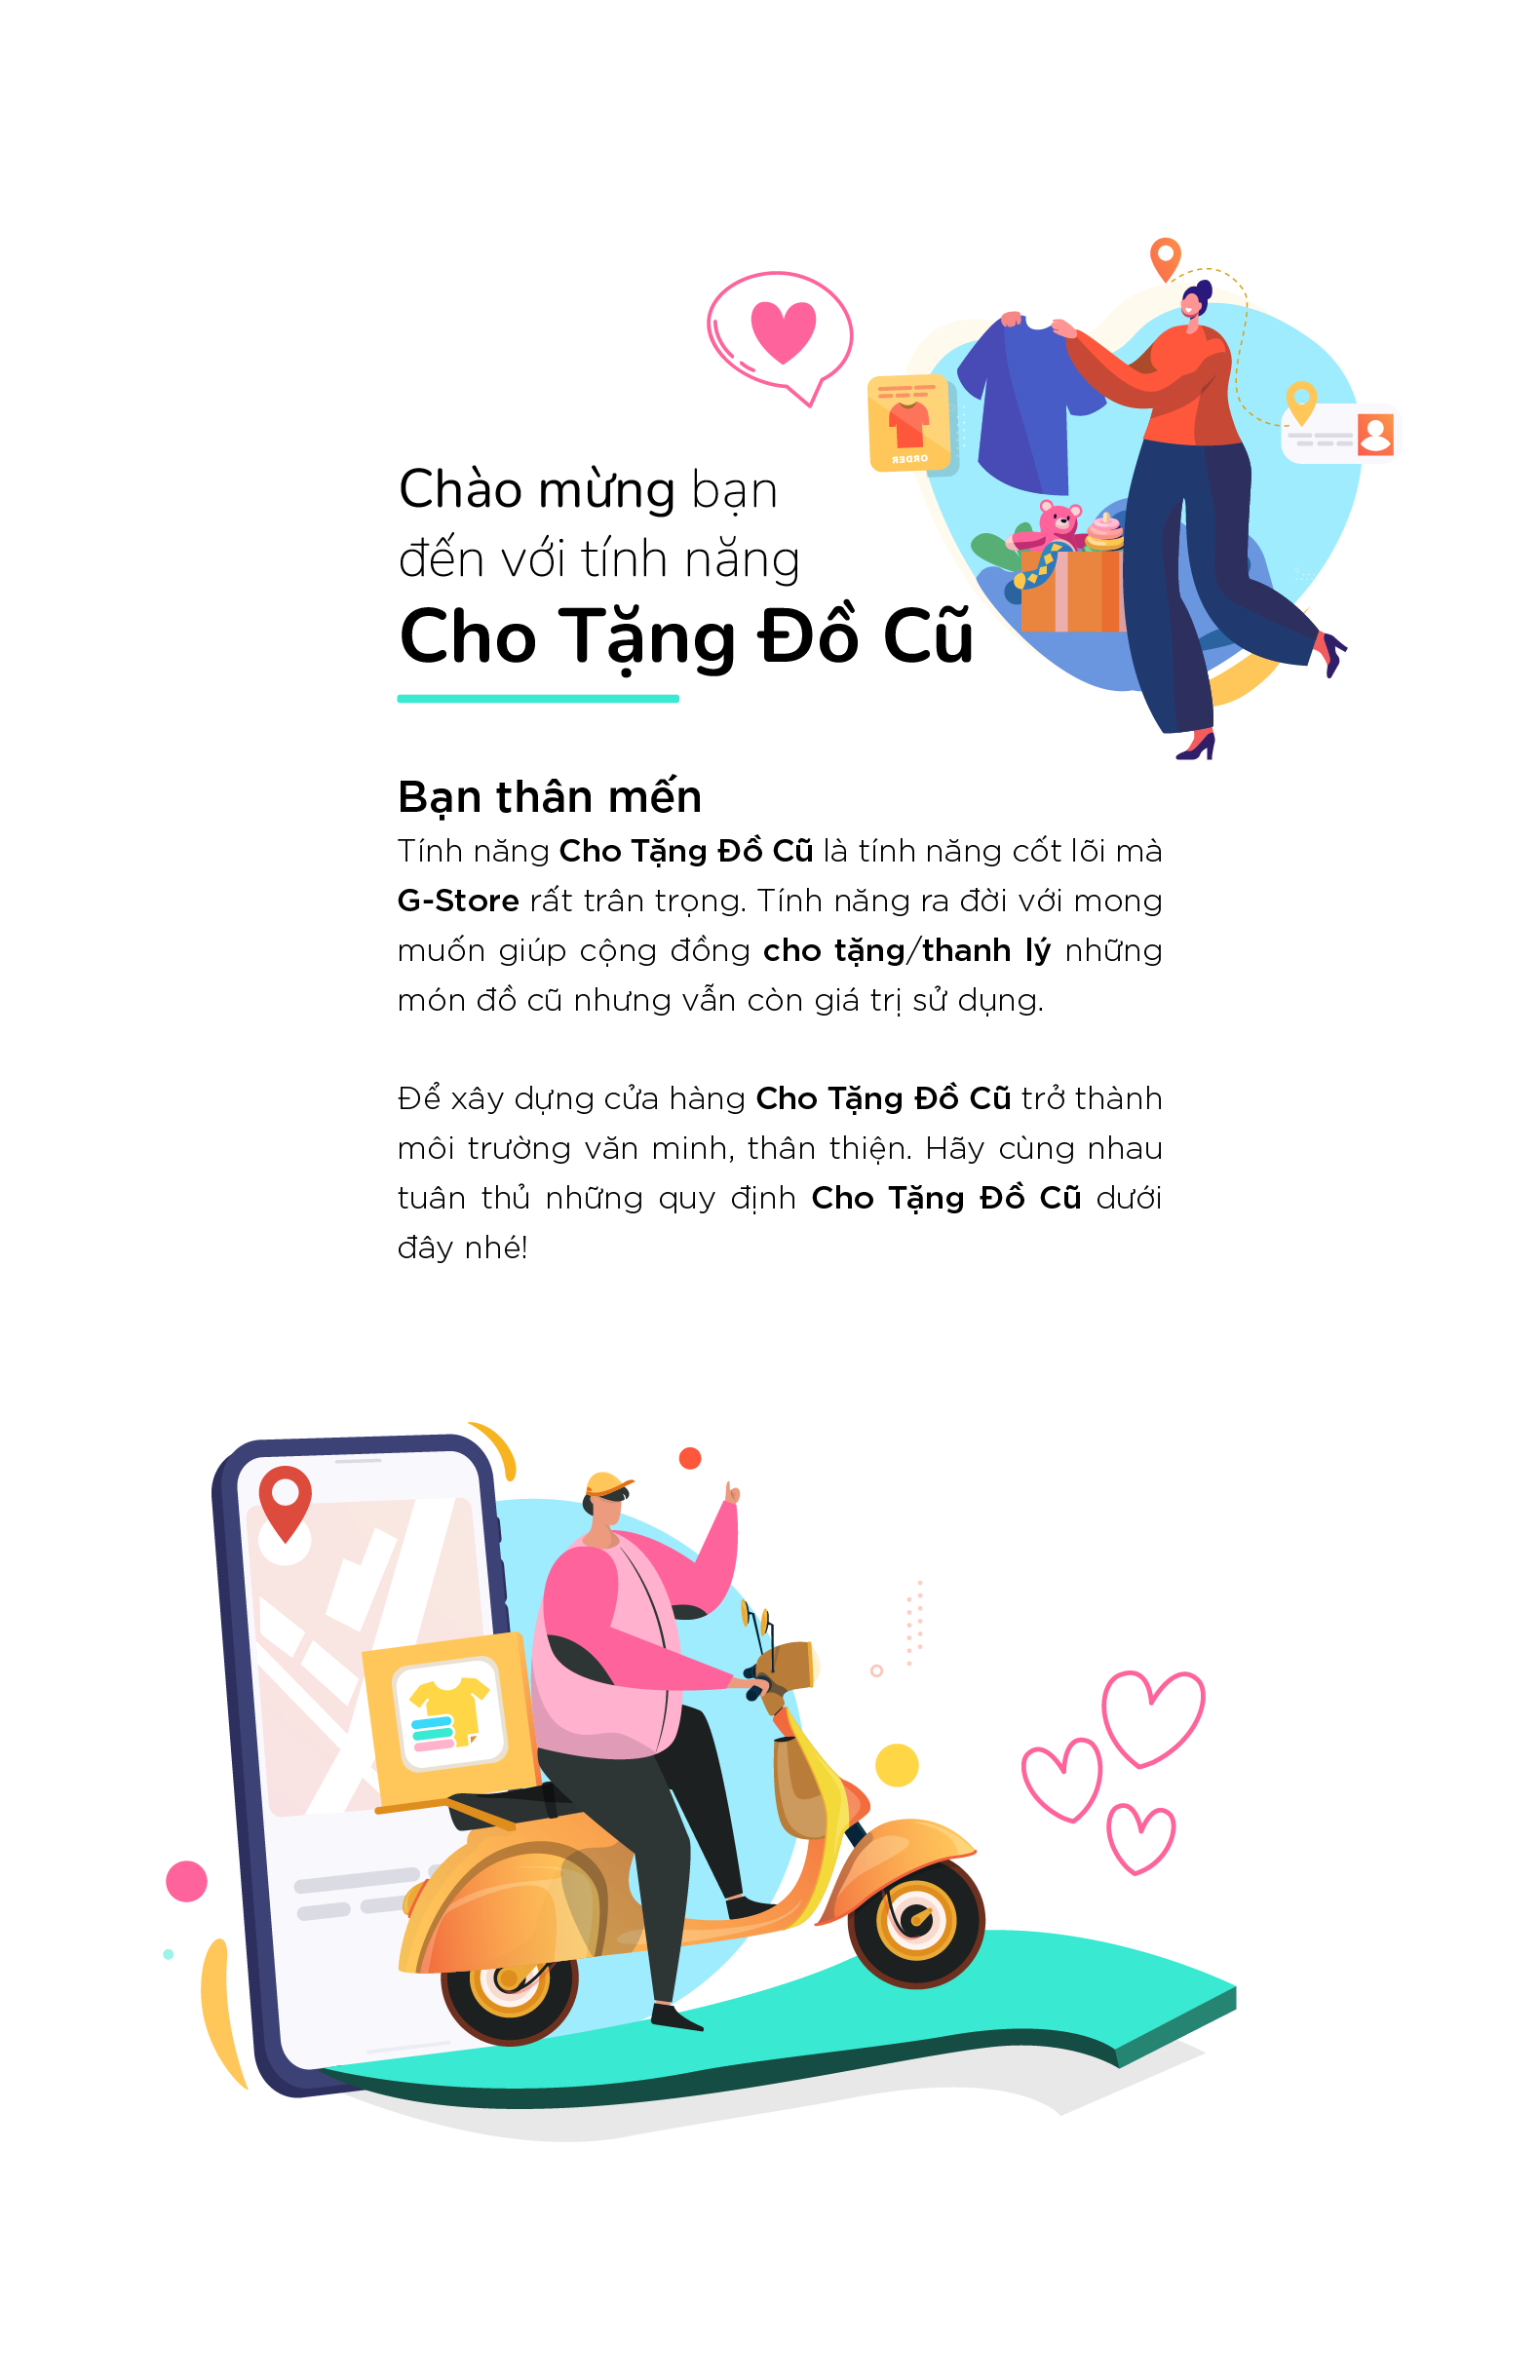 Chào mừng bạn
đến với tính năng
Cho Tặng Đồ Cũ
ORDER
Bạn thân mến
Tính năng Cho Tặng Đồ Cũ là tính năng cốt lõi mà
G-Store rất trân trọng. Tính năng ra đời với mong
muốn giúp cộng đồng cho tặng/thanh lý những
món đồ cũ nhưng vẫn còn giá trị sử dụng.
Để xây dựng cửa hàng Cho Tặng Đồ Cũ trở thành
môi trường văn minh, thân thiện. Hãy cùng nhau
tuân thủ những quy định Cho Tặng Đồ Cũ dưới
đây nhé!